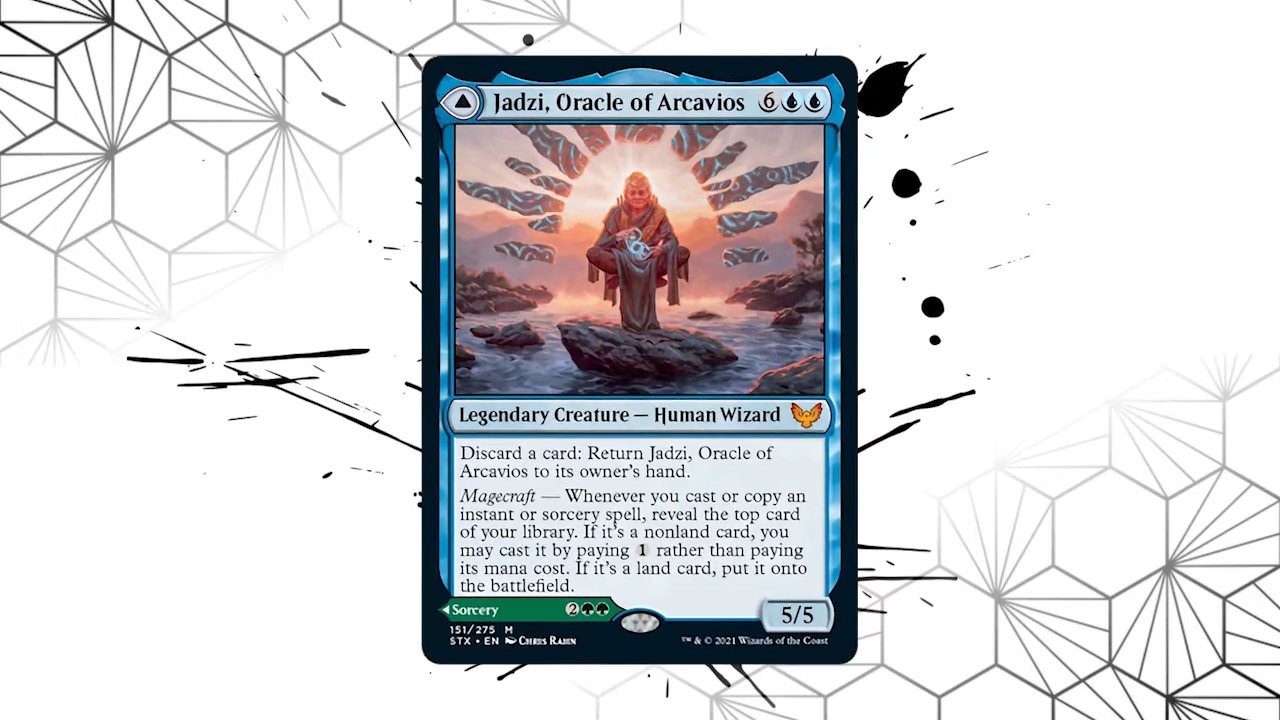 Jadzi, Oracle of Arcavios 6
Legendary Creature — Human Wizard
Discard a card: Return Jadzi, Oracle of
Arcavios to its owner's hand.
Magecraft — Whenever you cast or copy an
instant or sorcery spell, reveal the top card
of your library. If it's a nonland card, you
may cast it by paying 1 rather than paying
its mana cost. If it's a land card, put it onto
the battlefield.
Sorcery 2
5/5
151/275 M
STX • EN Chris Rahn
™ & © 2021 Wizards of the Coast